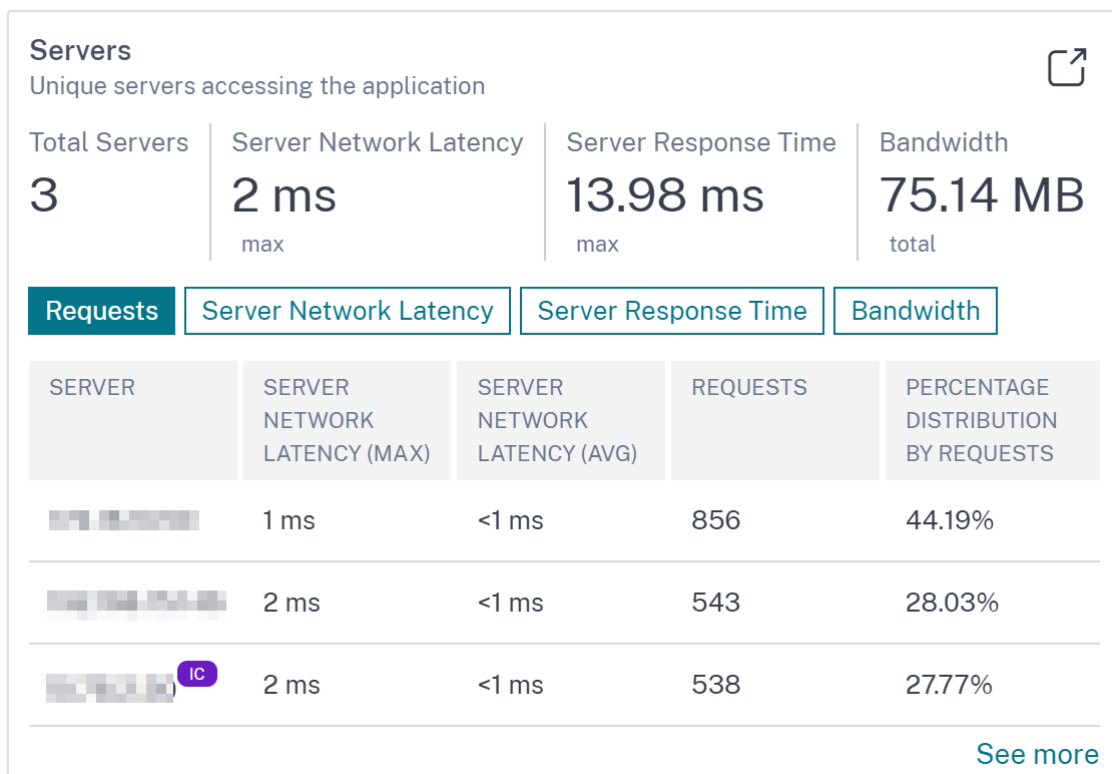 Servers
Unique servers accessing the application
Total Servers
3
Server Network Latency
2 ms
max
Server Response Time
13.98 ms
max
Bandwidth
75.14 MB
total
Requests
Server Network Latency
Server Response Time
Bandwidth
SERVER
SERVER
NETWORK
LATENCY (MAX)
SERVER
NETWORK
LATENCY (AVG)
REQUESTS
PERCENTAGE
DISTRIBUTION
BY REQUESTS
1 ms
<1 ms
856
44.19%
2 ms
<1 ms
543
28.03%
IC
2 ms
<1 ms
538
27.77%
See more